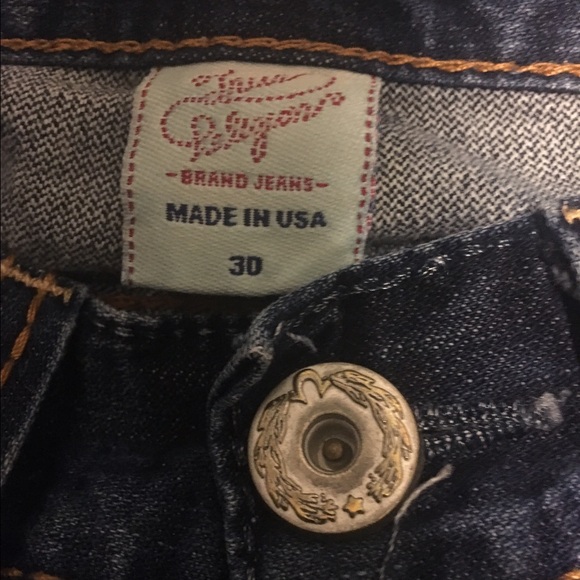 True
Religion
-BRAND JEANS-
MADE IN USA
30